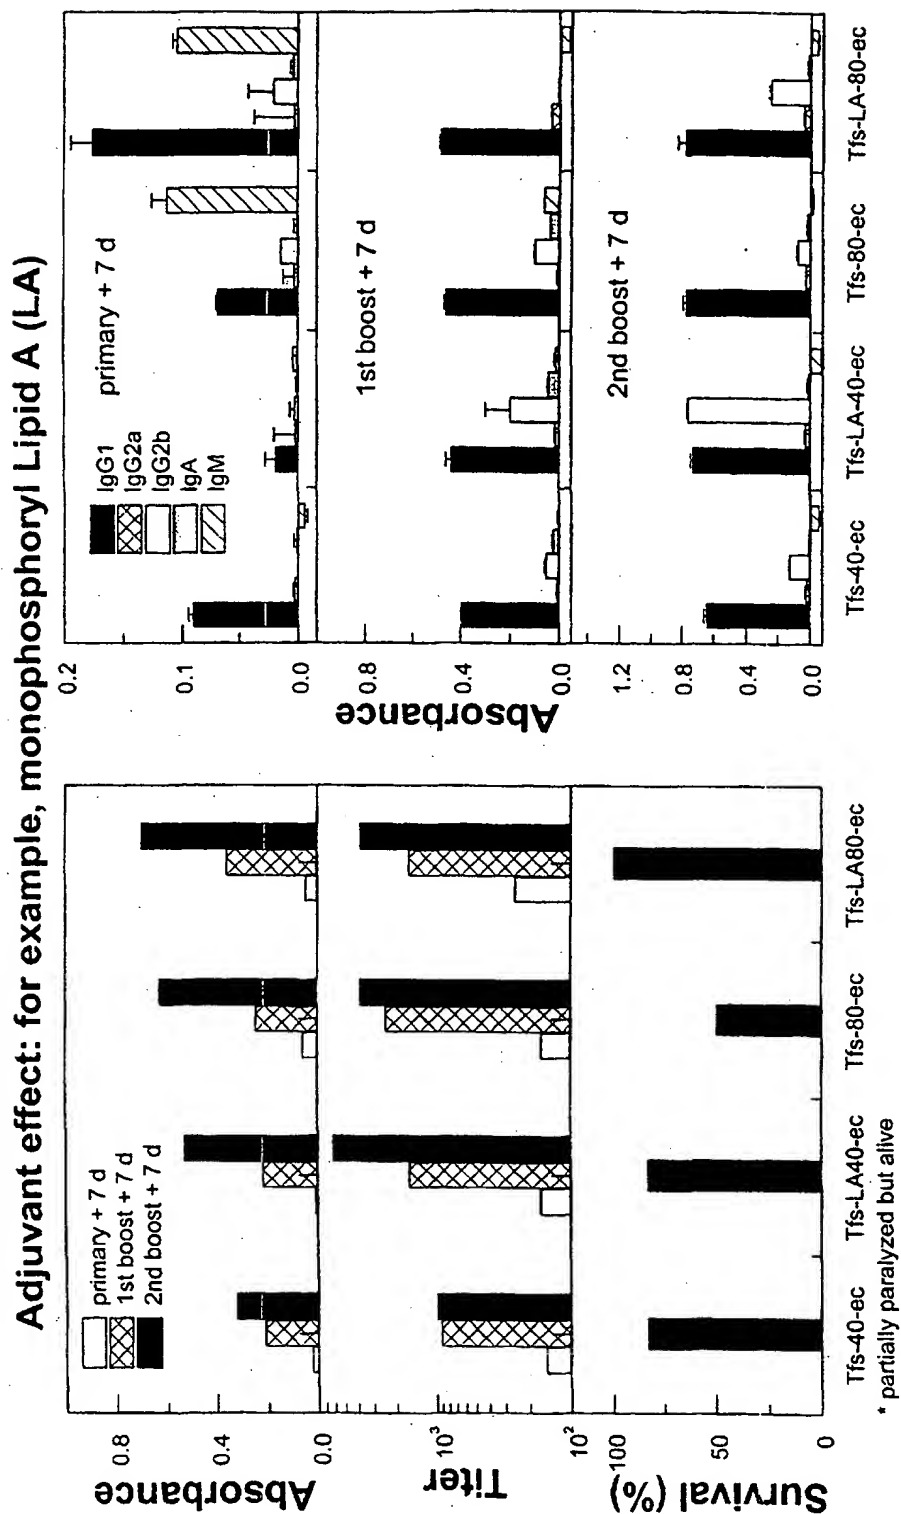 Adjuvant effect: for example, monophosphoryl Lipid A (LA)
primary + 7 d
1st boost + 7 d
2nd boost + 7 d
Absorbance
0.8
0.4
0.0
Titer
10³
10²
Survival (%)
100
50
0
Tfs-40-ec
Tfs-LA40-ec
Tfs-80-ec
Tfs-LA80-ec
* partially paralyzed but alive
IgG1
IgG2a
IgG2b
IgA
IgM
primary + 7 d
0.2
0.1
0.0
Absorbance
1st boost + 7 d
0.8
0.4
0.0
2nd boost + 7 d
1.2
0.8
0.4
0.0
Tfs-40-ec
Tfs-LA-40-ec
Tfs-80-ec
Tfs-LA-80-ec